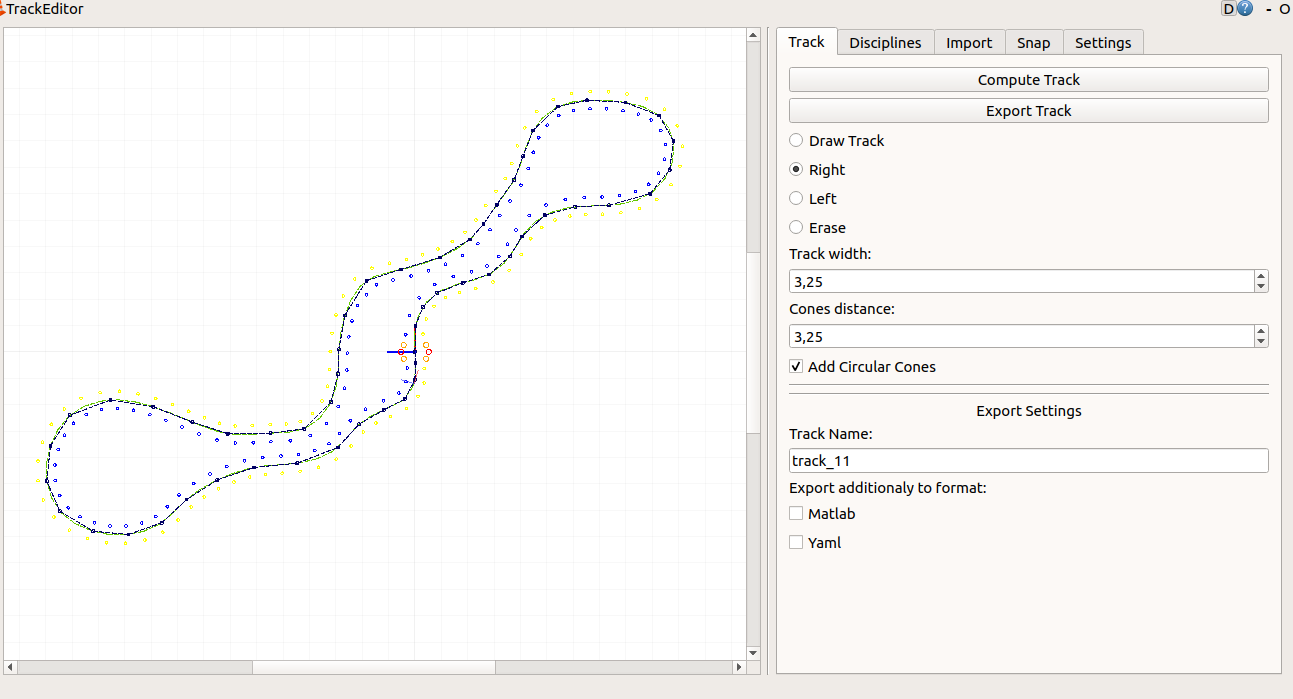 TrackEditor
D ? - O
Track Disciplines Import Snap Settings
Compute Track
Export Track
Draw Track
Right
Left
Erase
Track width:
3,25
Cones distance:
3,25
Add Circular Cones
Export Settings
Track Name:
track_11
Export additionaly to format:
Matlab
Yaml